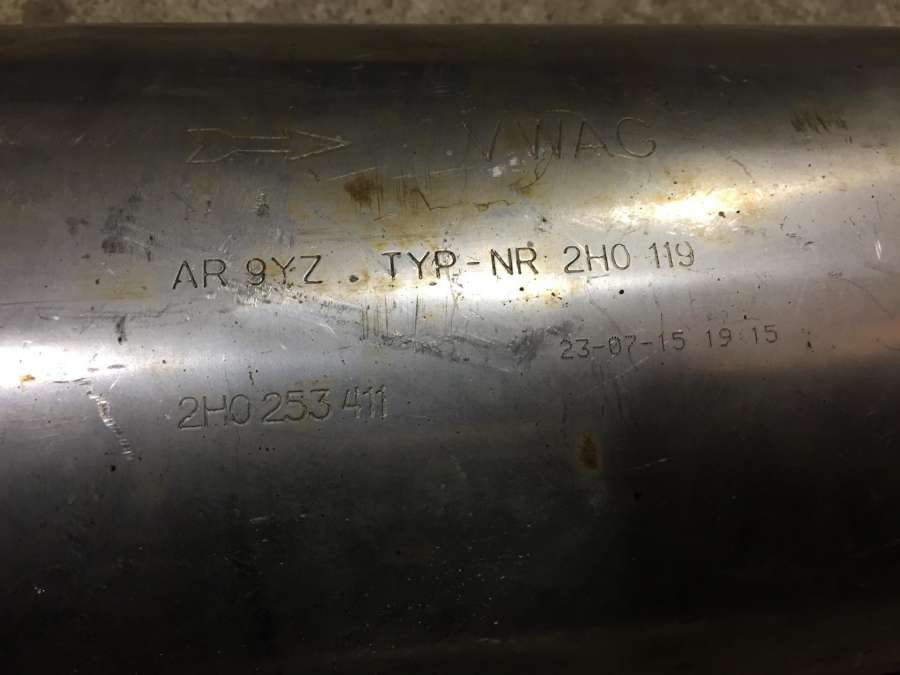 VWAG
AR 9YZ . TYP-NR 2H0 119
23-07-15 19:15
2H0 253 411